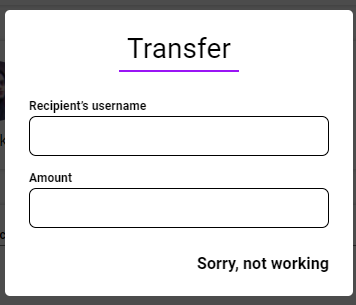 Transfer
Recipient's username
Amount
Sorry, not working